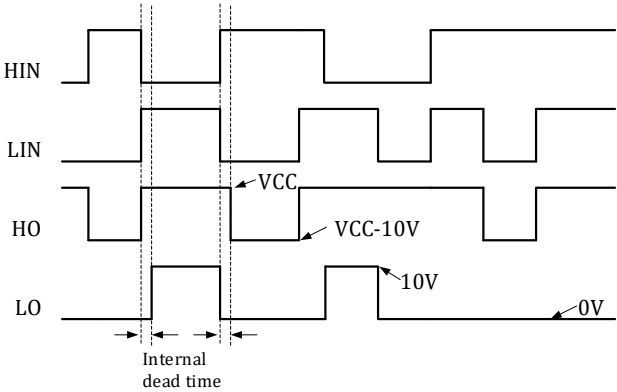 HIN
LIN
VCC
HO
VCC-10V
10V
LO
0V
Internal
dead time